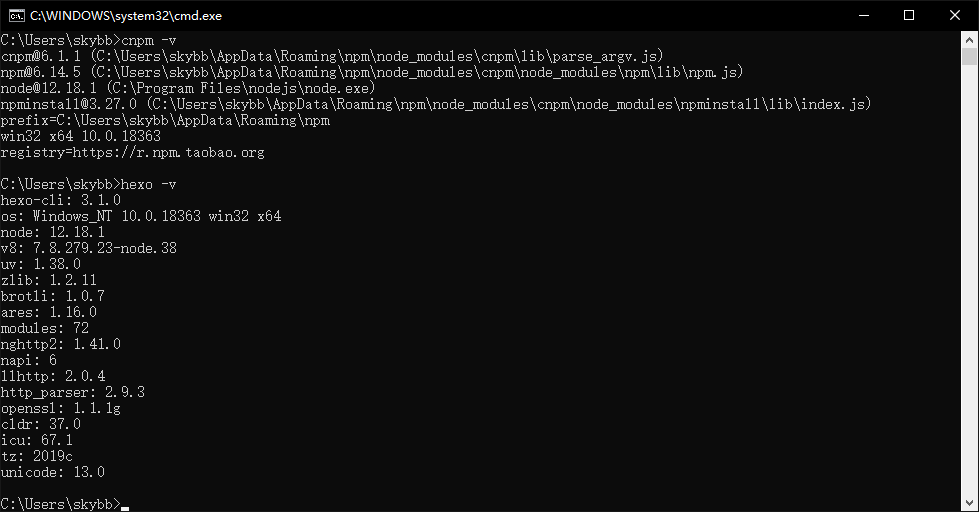 C:\WINDOWS\system32\cmd.exe
C:\Users\skybb>cnpm -v
cnpm@6.1.1 (C:\Users\skybb\AppData\Roaming\npm\node_modules\cnpm\lib\parse_argv.js)
npm@6.14.5 (C:\Users\skybb\AppData\Roaming\npm\node_modules\cnpm\node_modules\npm\lib\npm.js)
node@12.18.1 (C:\Program Files\nodejs\node.exe)
npminstall@3.27.0 (C:\Users\skybb\AppData\Roaming\npm\node_modules\cnpm\node_modules\npminstall\lib\index.js)
prefix=C:\Users\skybb\AppData\Roaming\npm
win32 x64 10.0.18363
registry=https://r.npm.taobao.org
C:\Users\skybb>hexo -v
hexo-cli: 3.1.0
os: Windows_NT 10.0.18363 win32 x64
node: 12.18.1
v8: 7.8.279.23-node.38
uv: 1.38.0
zlib: 1.2.11
brotli: 1.0.7
ares: 1.16.0
modules: 72
nghttp2: 1.41.0
napi: 6
llhttp: 2.0.4
http_parser: 2.9.3
openssl: 1.1.1g
cldr: 37.0
icu: 67.1
tz: 2019c
unicode: 13.0
C:\Users\skybb>